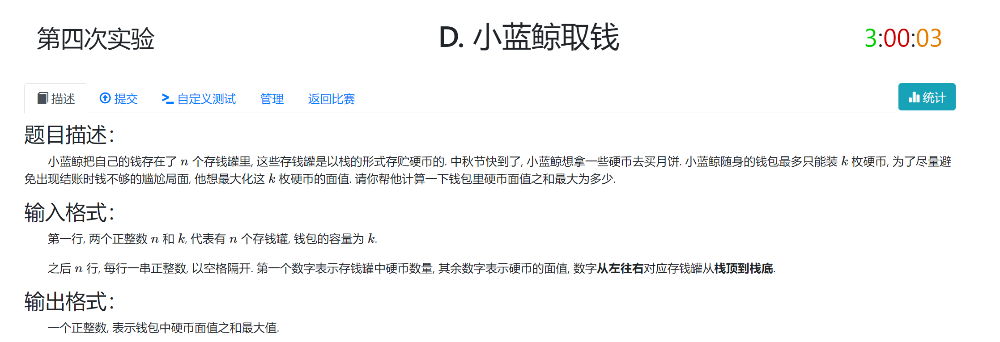 第四次实验
D. 小蓝鲸取钱
3:00:03
描述
提交
自定义测试
管理
返回比赛
统计
题目描述：
小蓝鲸把自己的钱存在了 n 个存钱罐里, 这些存钱罐是以栈的形式存贮硬币的. 中秋节快到了, 小蓝鲸想拿一些硬币去买月饼. 小蓝鲸随身的钱包最多只能装 k 枚硬币, 为了尽量避
免出现结账时钱不够的尴尬局面, 他想最大化这 k 枚硬币的面值. 请你帮他计算一下钱包里硬币面值之和最大为多少.
输入格式：
第一行, 两个正整数 n 和 k, 代表有 n 个存钱罐, 钱包的容量为 k.
之后 n 行, 每行一串正整数, 以空格隔开. 第一个数字表示存钱罐中硬币数量, 其余数字表示硬币的面值, 数字从左往右对应存钱罐从栈顶到栈底.
输出格式：
一个正整数, 表示钱包中硬币面值之和最大值.